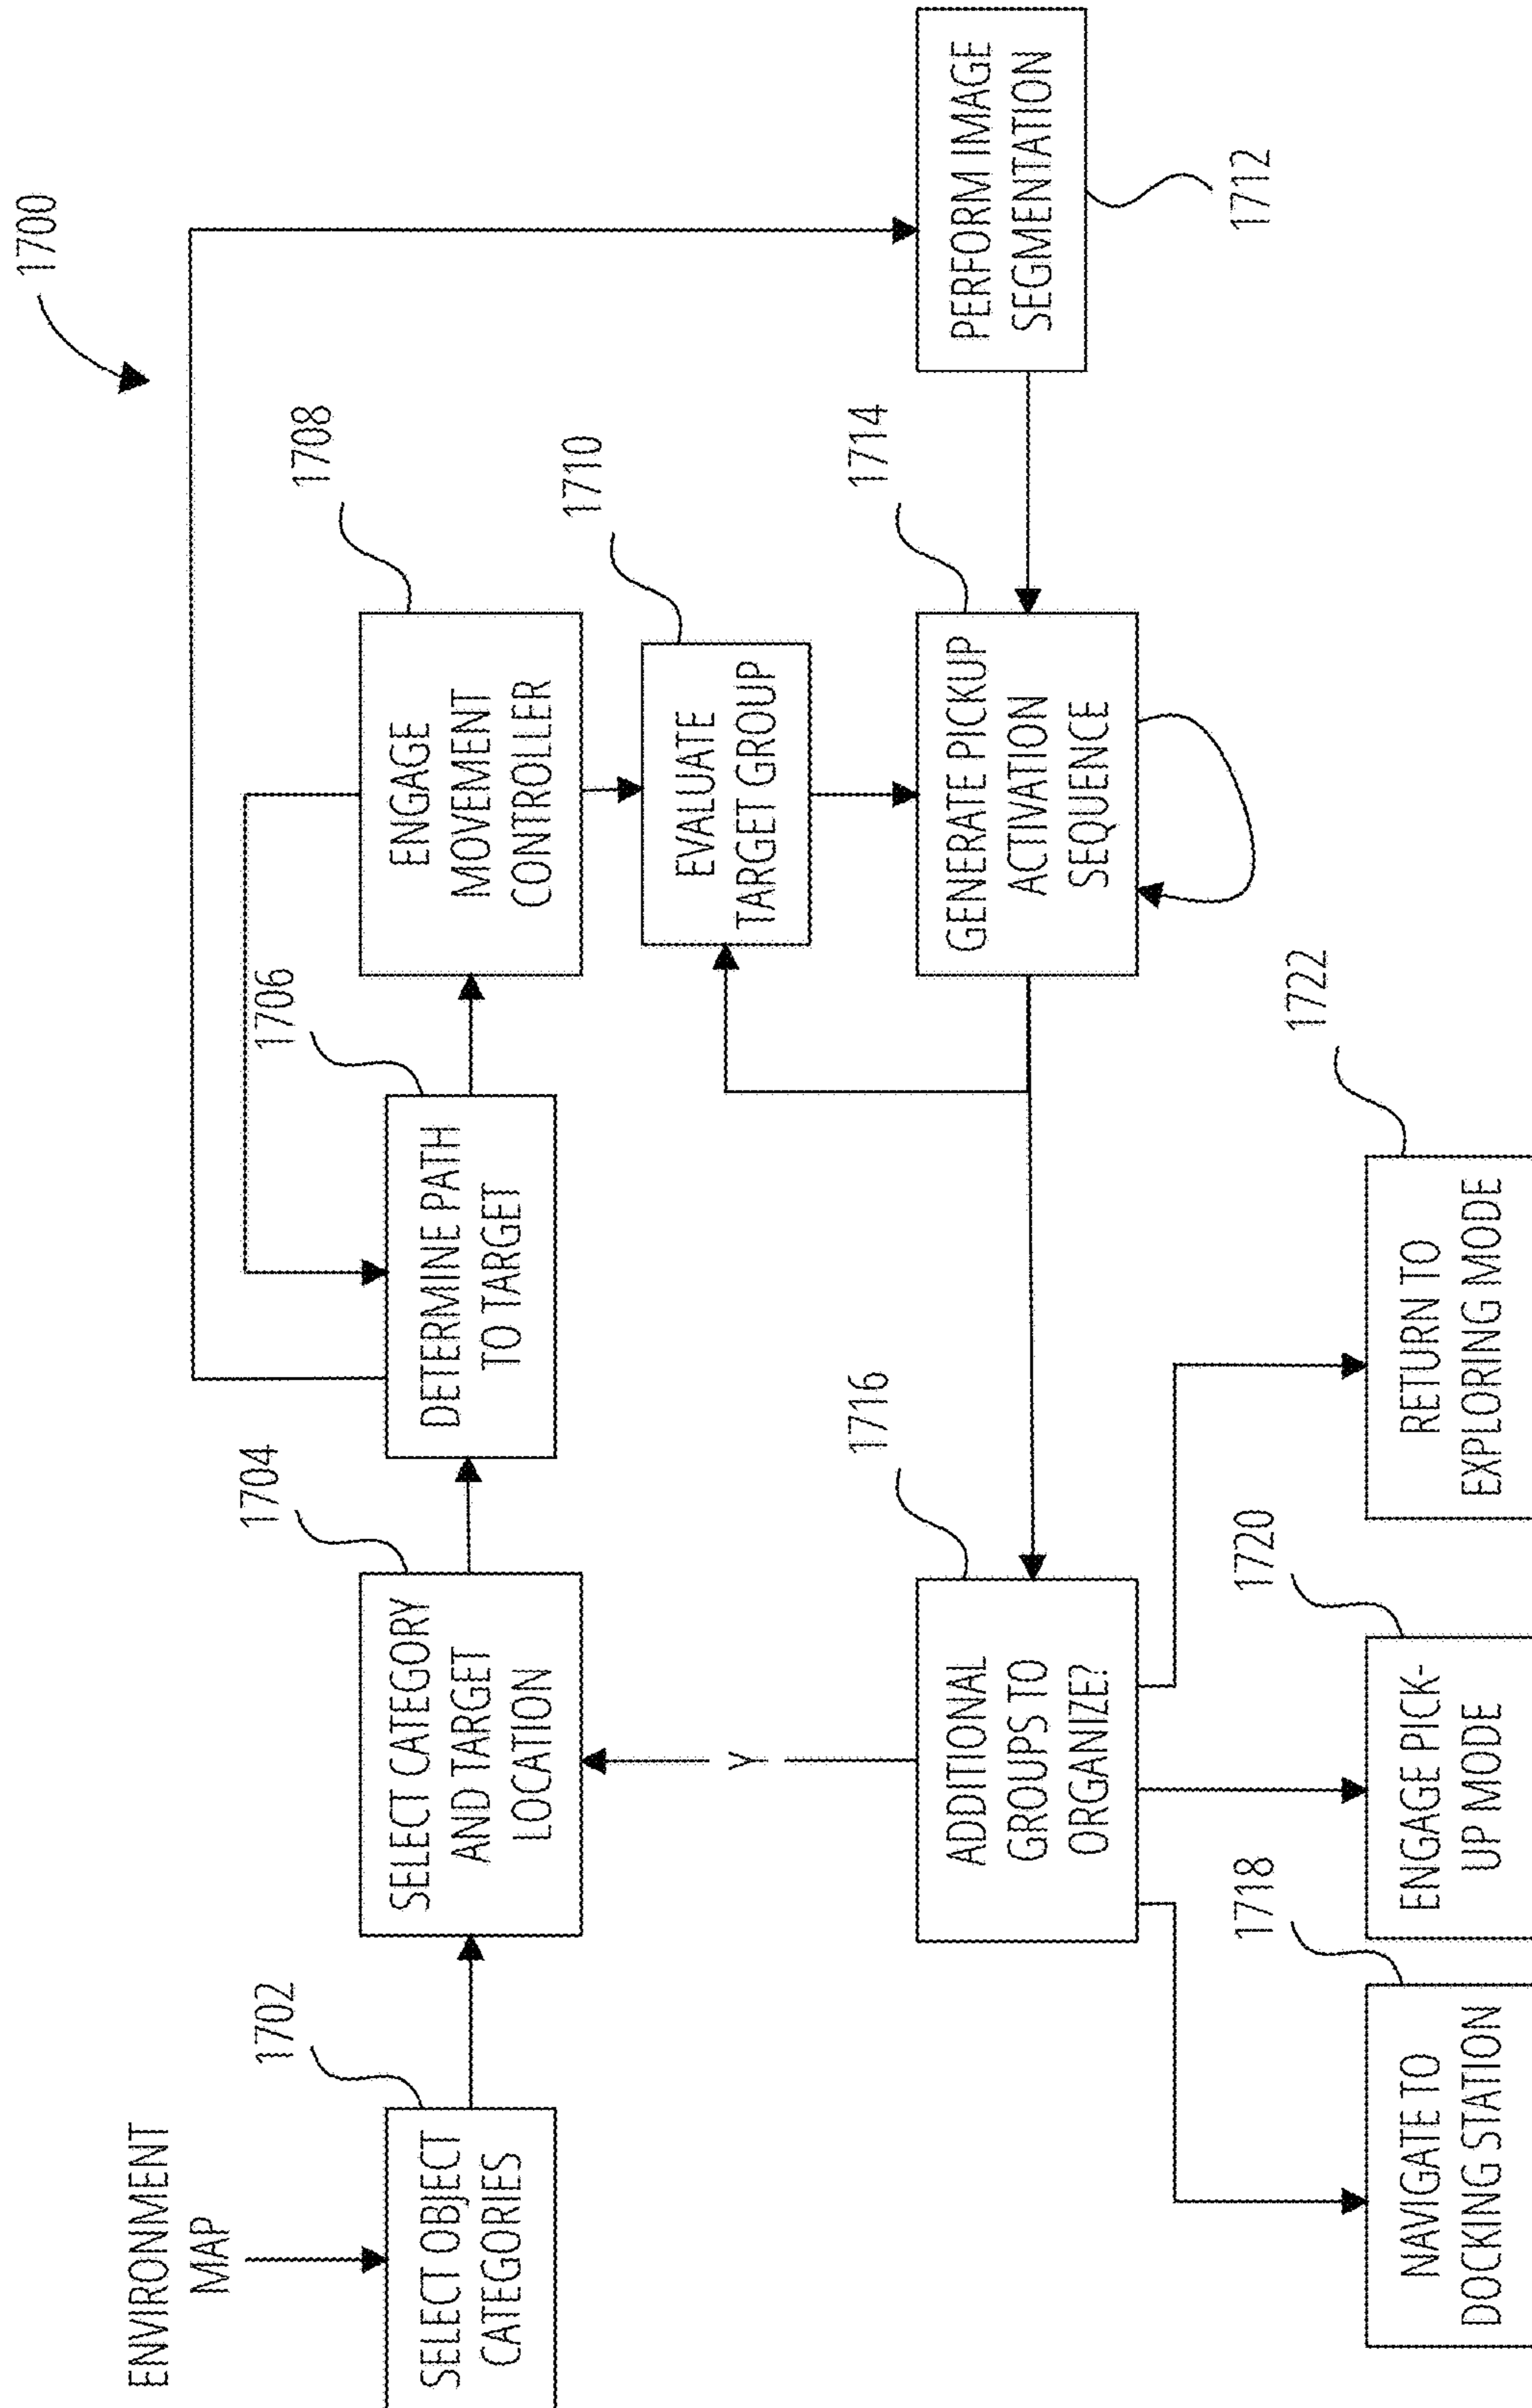 1700
ENVIRONMENT
MAP
1702
SELECT OBJECT
CATEGORIES
1704
SELECT CATEGORY
AND TARGET
LOCATION
1706
DETERMINE PATH
TO TARGET
1708
ENGAGE
MOVEMENT
CONTROLLER
1710
EVALUATE
TARGET GROUP
1712
PERFORM IMAGE
SEGMENTATION
1714
GENERATE PICKUP
ACTIVATION
SEQUENCE
1716
ADDITIONAL
GROUPS TO
ORGANIZE?
Y
1718
NAVIGATE TO
DOCKING STATION
1720
ENGAGE PICK-
UP MODE
1722
RETURN TO
EXPLORING MODE